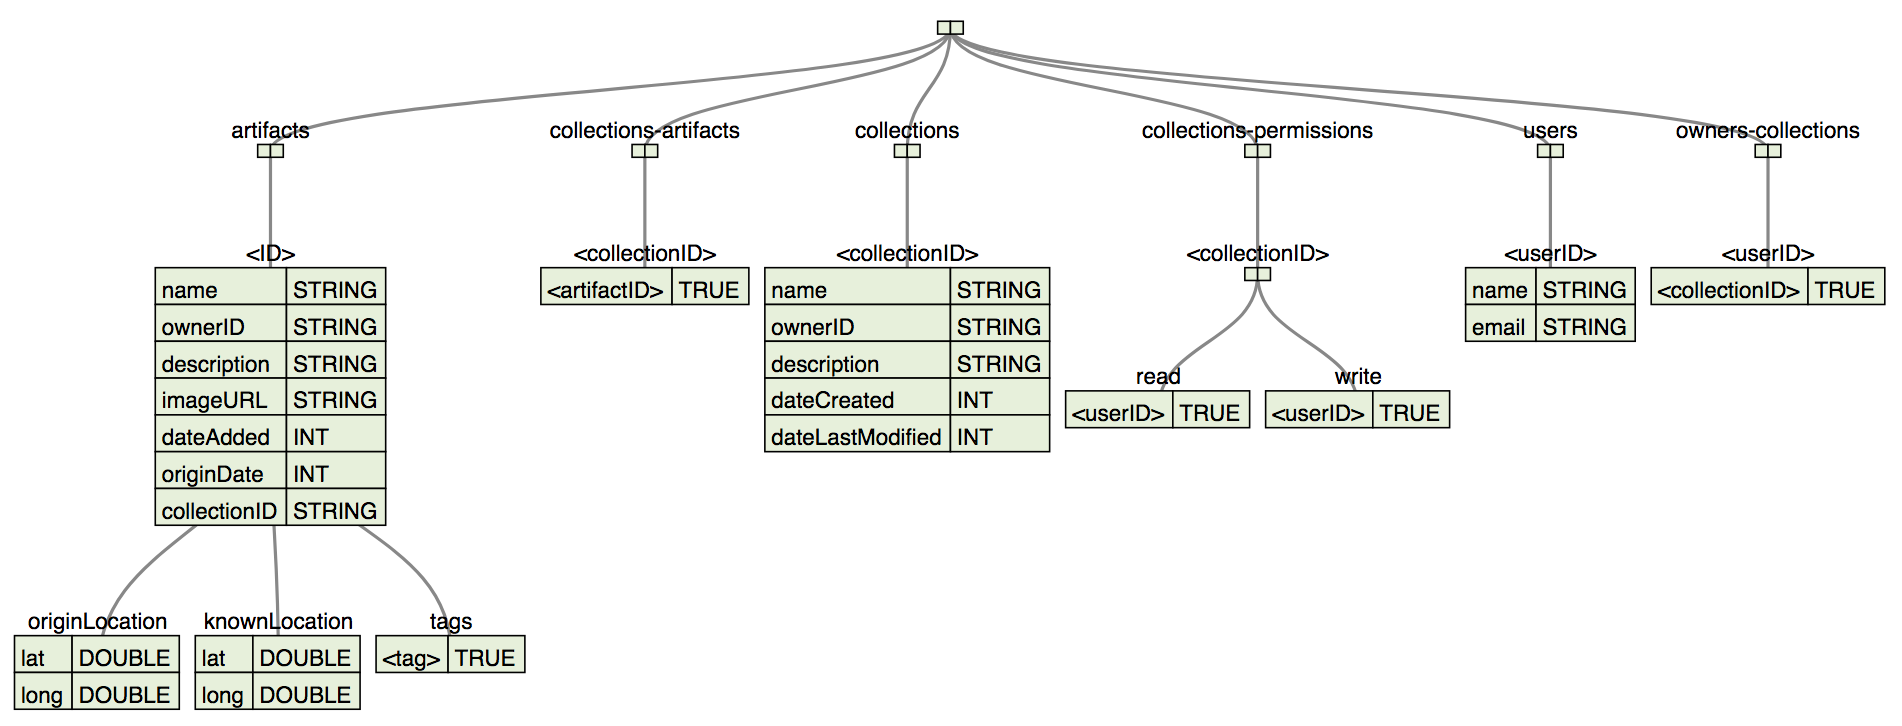 artifacts collections-artifacts collections collections-permissions users owners-collections
<ID> <collectionID> <collectionID> <collectionID> <userID> <userID>
name STRING <artifactID> TRUE name STRING name STRING <collectionID> TRUE
ownerID STRING ownerID STRING email STRING
description STRING description STRING
read write
imageURL STRING dateCreated INT <userID> TRUE <userID> TRUE
dateAdded INT dateLastModified INT
originDate INT
collectionID STRING
originLocation knownLocation tags
lat DOUBLE lat DOUBLE <tag> TRUE
long DOUBLE long DOUBLE